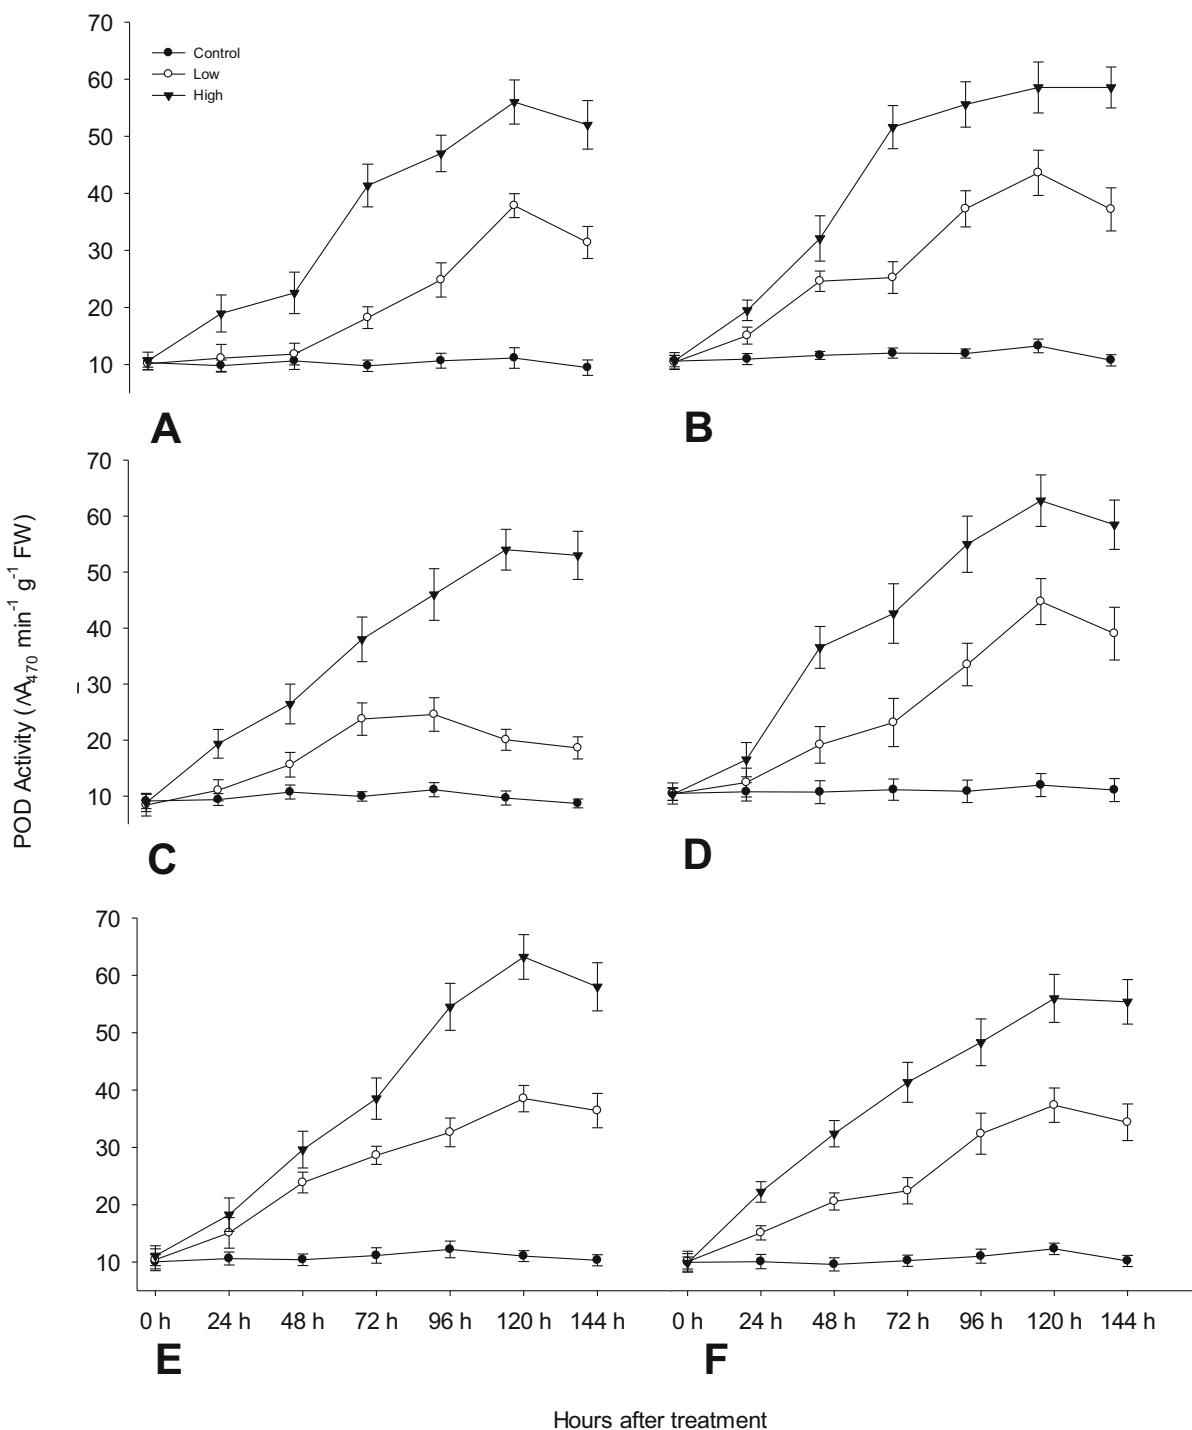 70
60
50
40
30
20
10
Control
Low
High
A
B
70
60
50
40
30
20
10
C
D
POD Activity (ΛA470 min-1 g-1 FW)
70
60
50
40
30
20
10
0 h 24 h 48 h 72 h 96 h 120 h 144 h
0 h 24 h 48 h 72 h 96 h 120 h 144 h
E
F
Hours after treatment